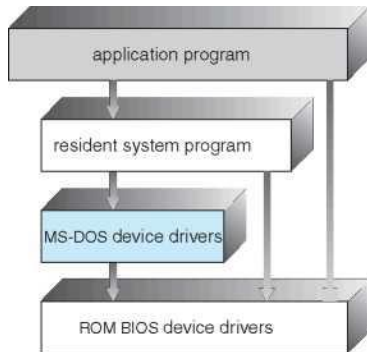 application program
resident system program
MS-DOS device drivers
ROM BIOS device drivers